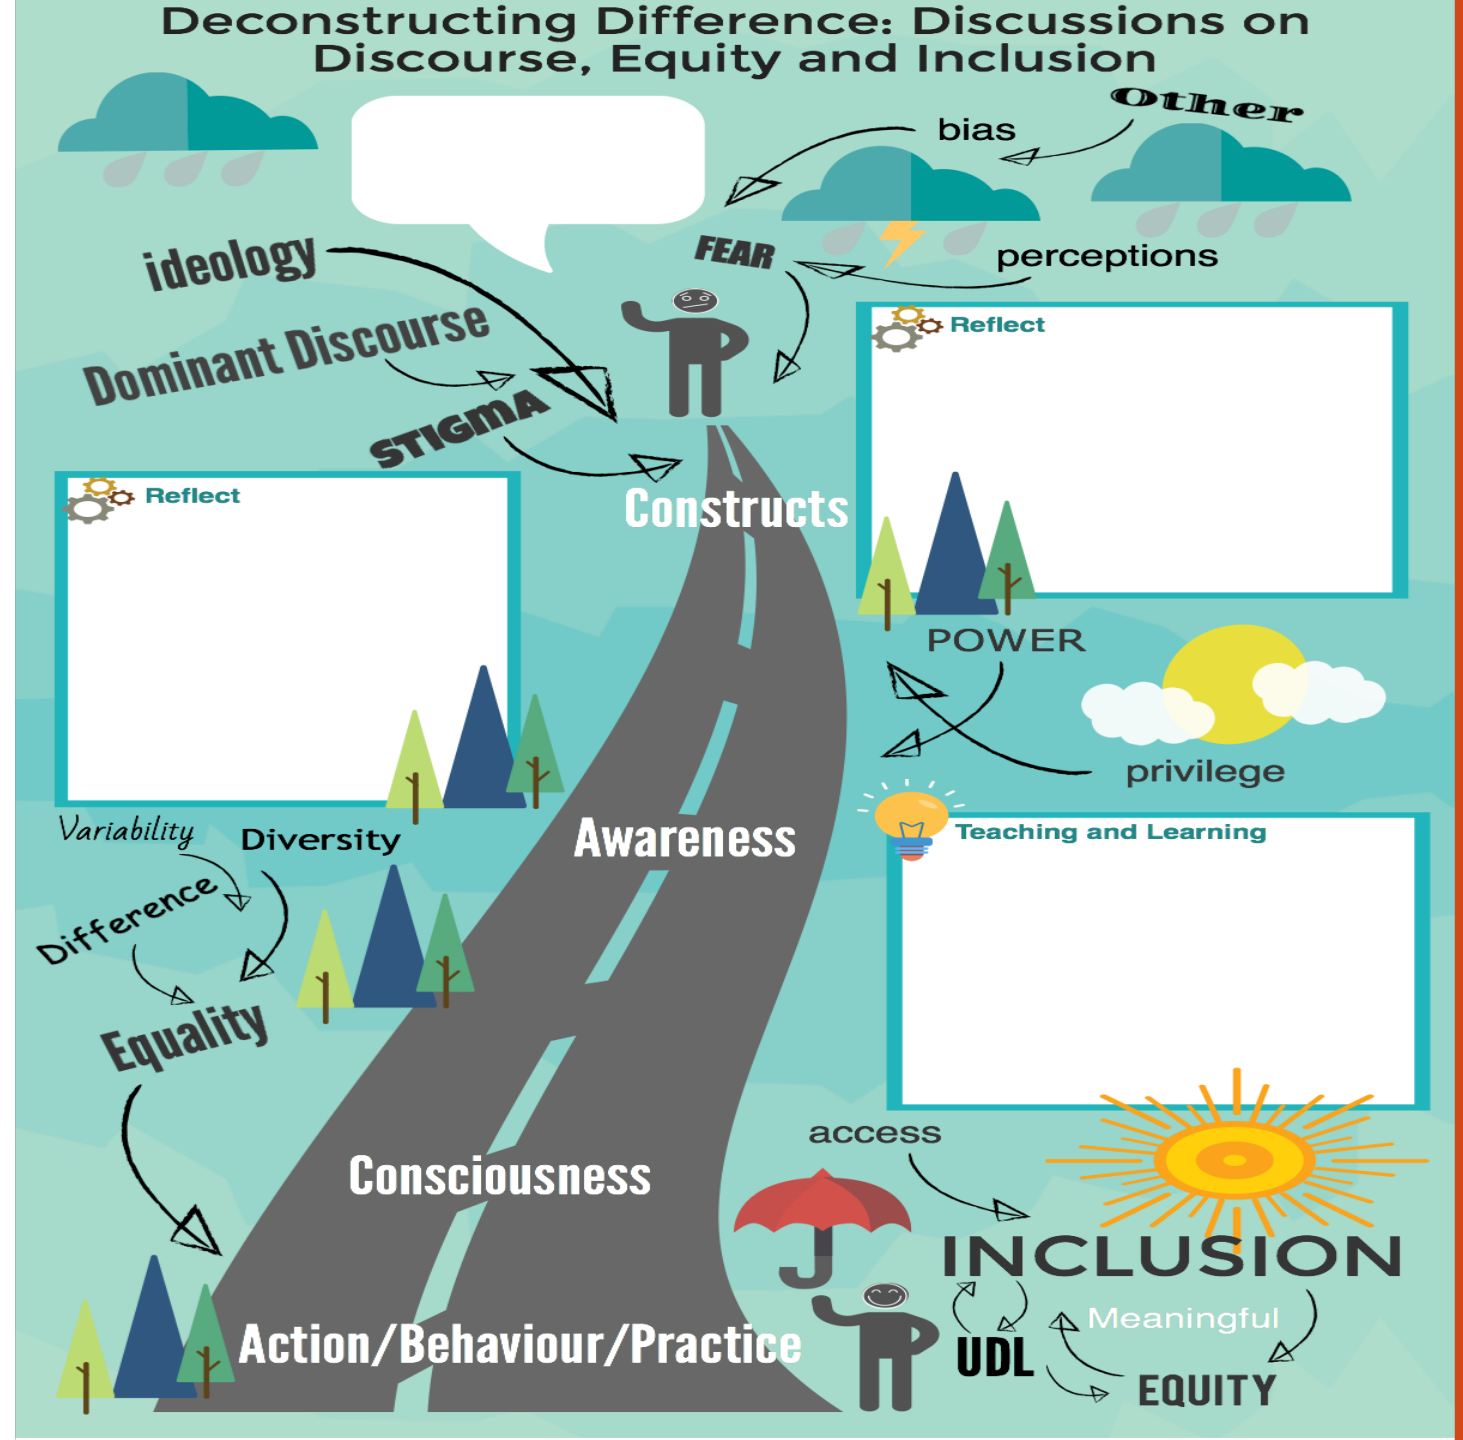 Deconstructing Difference: Discussions on
Discourse, Equity and Inclusion
Other
bias
FEAR
perceptions
ideology
Dominant Discourse
STIGMA
Reflect
Reflect
Constructs
POWER
privilege
Variability
Diversity
Awareness
Teaching and Learning
Difference
Equality
access
Consciousness
INCLUSION
Meaningful
UDL
Action/Behaviour/Practice
EQUITY